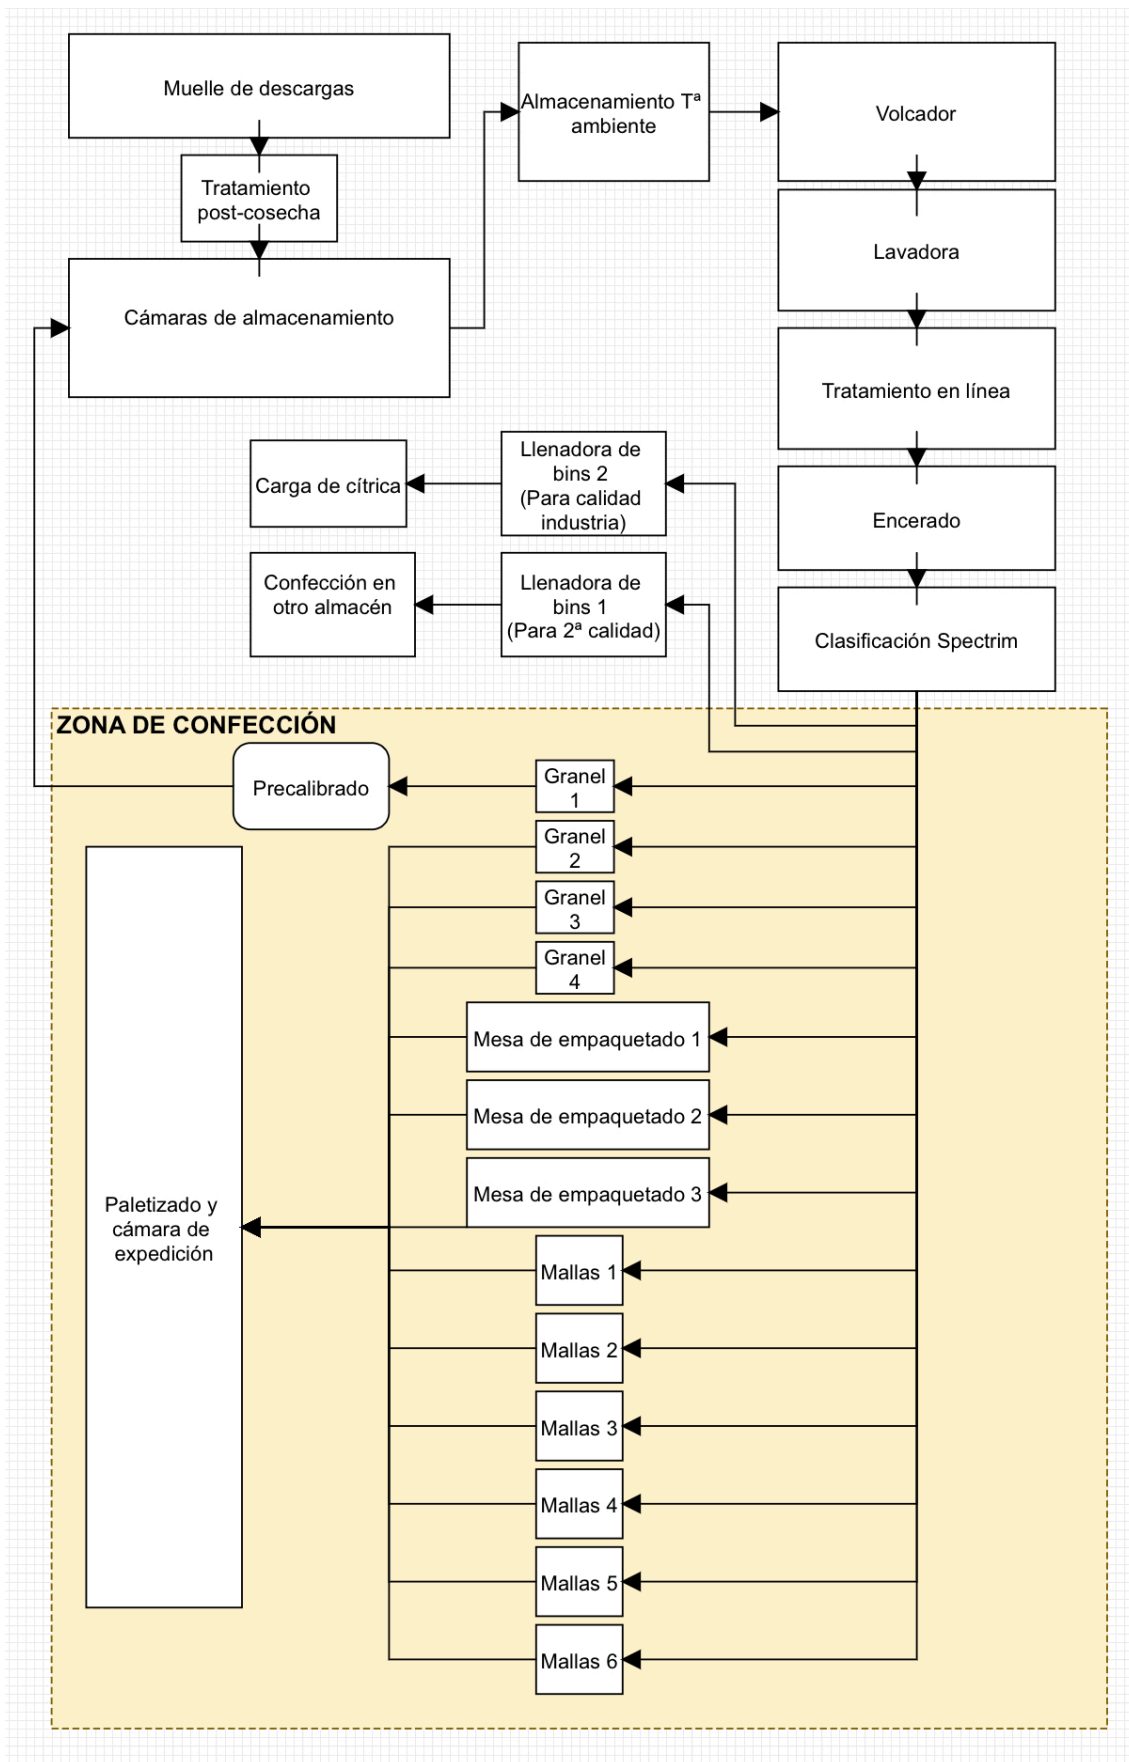 Muelle de descargas
Tratamiento
post-cosecha
Cámaras de almacenamiento
Almacenamiento Tª
ambiente
Volcador
Lavadora
Tratamiento en línea
Encerado
Clasificación Spectrim
Llenadora de
bins 2
(Para calidad
industria)
Carga de cítrica
Llenadora de
bins 1
(Para 2ª calidad)
Confección en
otro almacén
ZONA DE CONFECCIÓN
Precalibrado
Granel
1
Granel
2
Granel
3
Granel
4
Mesa de empaquetado 1
Mesa de empaquetado 2
Mesa de empaquetado 3
Paletizado y
cámara de
expedición
Mallas 1
Mallas 2
Mallas 3
Mallas 4
Mallas 5
Mallas 6